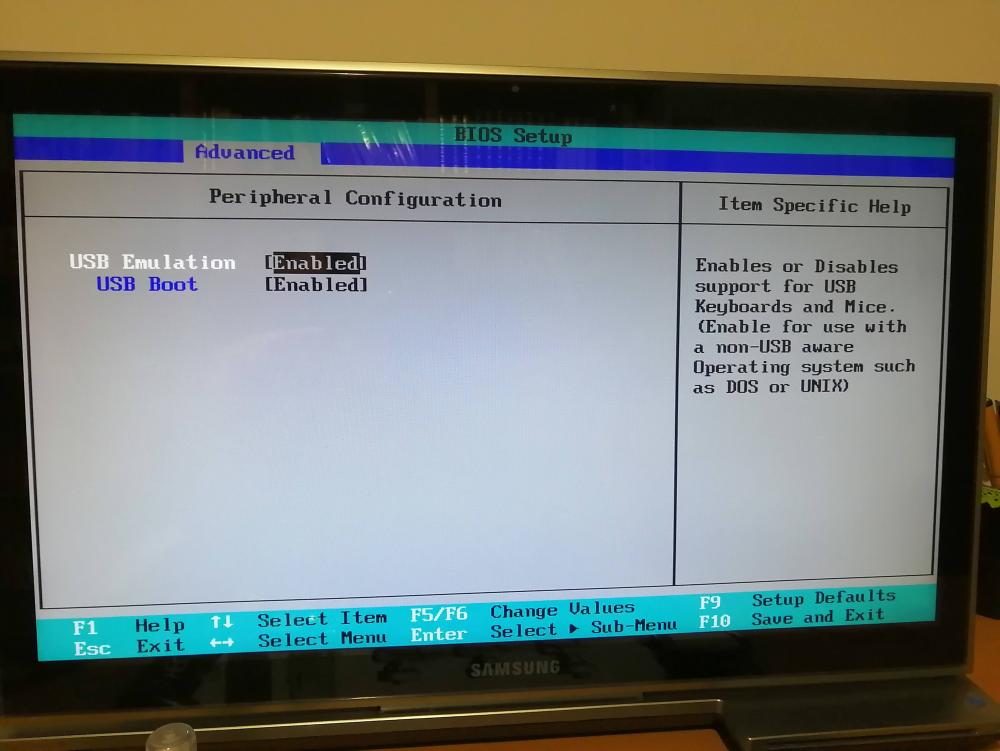 BIOS Setup
Advanced
Peripheral Configuration
Item Specific Help
USB Emulation [Enabled]
USB Boot [Enabled]
Enables or Disables
support for USB
Keyboards and Mice.
(Enable for use with
a non-USB aware
Operating system such
as DOS or UNIX)
F1 Help ↑↓ Select Item F5/F6 Change Values F9 Setup Defaults
Esc Exit ↔ Select Menu Enter Select ▶ Sub-Menu F10 Save and Exit
SAMSUNG